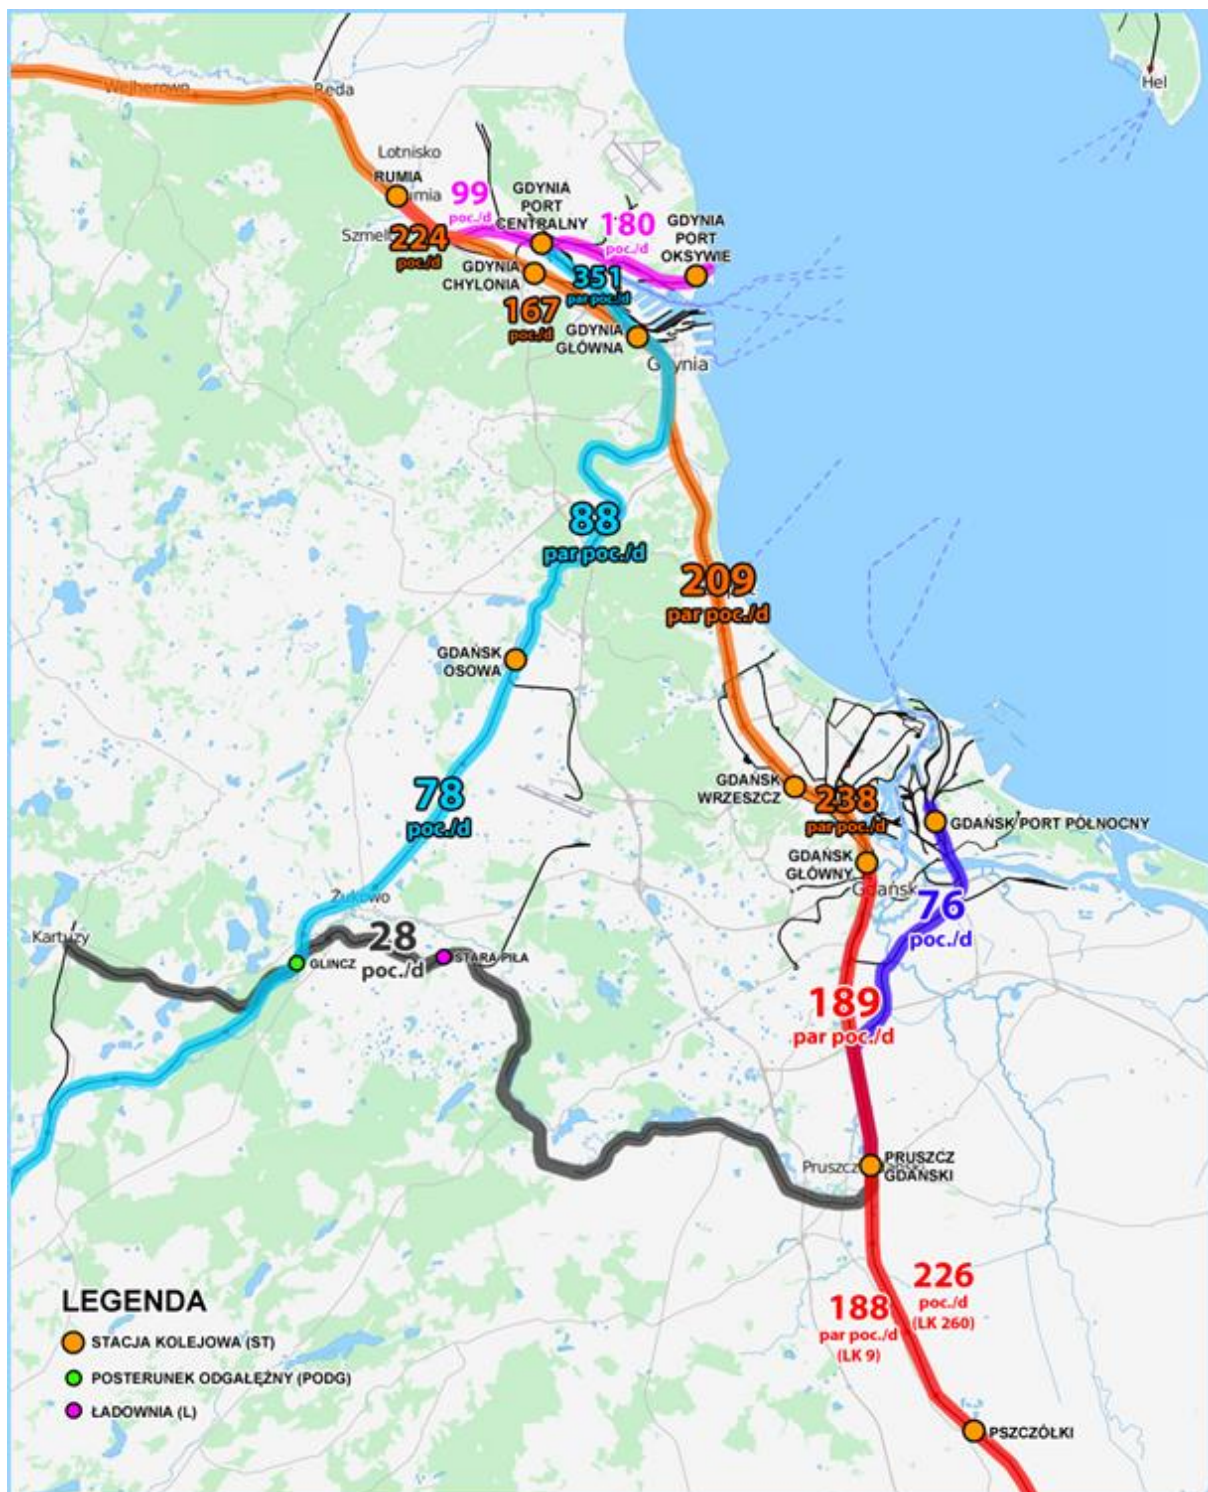 Hel
Wejherowo
Reda
Lotnisko
RUMIA
umia
99
poc./d
GDYNIA
PORT
CENTRALNY
180
poc./d
GDYNIA
PORT
OKSYWIE
224
poc./d
GDYNIA
CHYLONIA
351
par poc./d
167
poc./d
GDYNIA
GŁÓWNA
Gdynia
88
par poc./d
209
par poc./d
GDAŃSK
OSOWA
78
poc./d
GDAŃSK
WRZESZCZ
238
par poc./d
GDAŃSK PORT PÓŁNOCNY
GDAŃSK
GŁÓWNY
Gdańsk
76
poc./d
Żukowo
Kartuzy
28
poc./d
GLINCZ
STARA PIŁA
189
par poc./d
PRUSZCZ
GDAŃSKI
Pruszcz
226
poc./d
(LK 260)
188
par poc./d
(LK 9)
PSZCZÓŁKI
LEGENDA
STACJA KOLEJOWA (ST)
POSTERUNEK ODGAŁĘŹNY (PODG)
ŁADOWNIA (L)